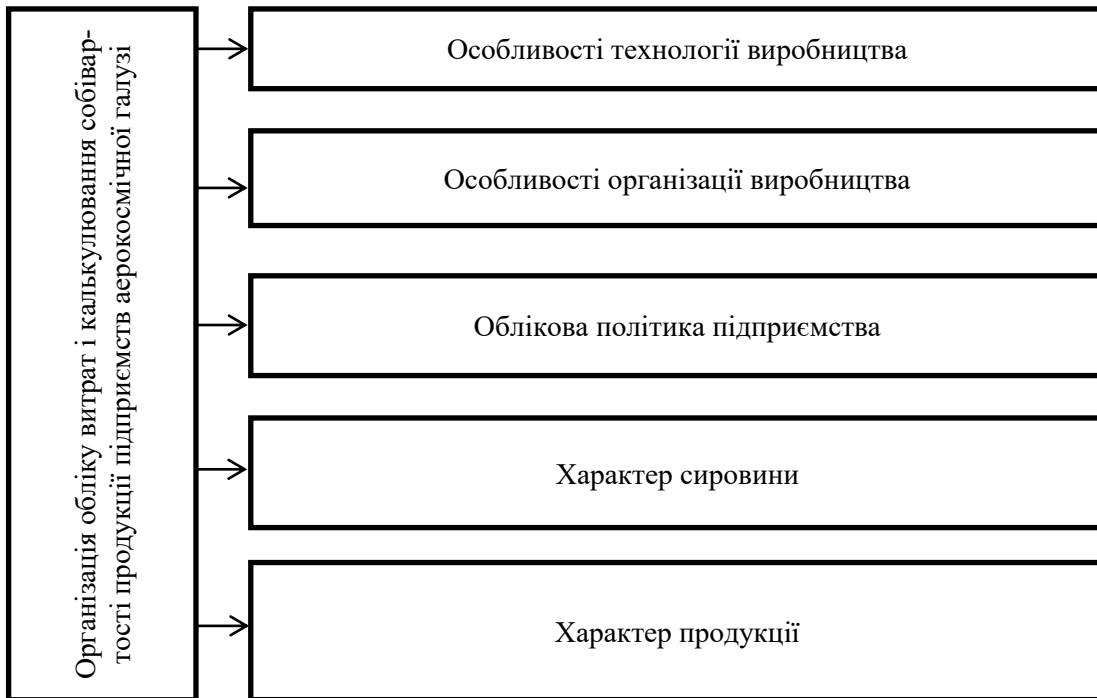 Організація обліку витрат і калькулювання собівар-
тості продукції підприємств аерокосмічної галузі
Особливості технології виробництва
Особливості організації виробництва
Облікова політика підприємства
Характер сировини
Характер продукції